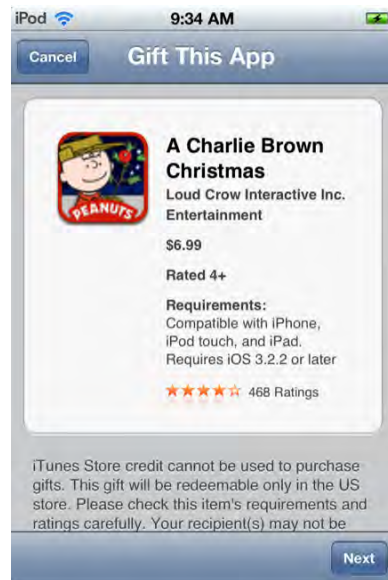 iPod 9:34 AM
Cancel Gift This App
A Charlie Brown
Christmas
Loud Crow Interactive Inc.
Entertainment
$6.99
Rated 4+
Requirements:
Compatible with iPhone,
iPod touch, and iPad.
Requires iOS 3.2.2 or later
468 Ratings
PEANUTS
iTunes Store credit cannot be used to purchase
gifts. This gift will be redeemable only in the US
store. Please check this item's requirements and
ratings carefully. Your recipient(s) may not be
Next